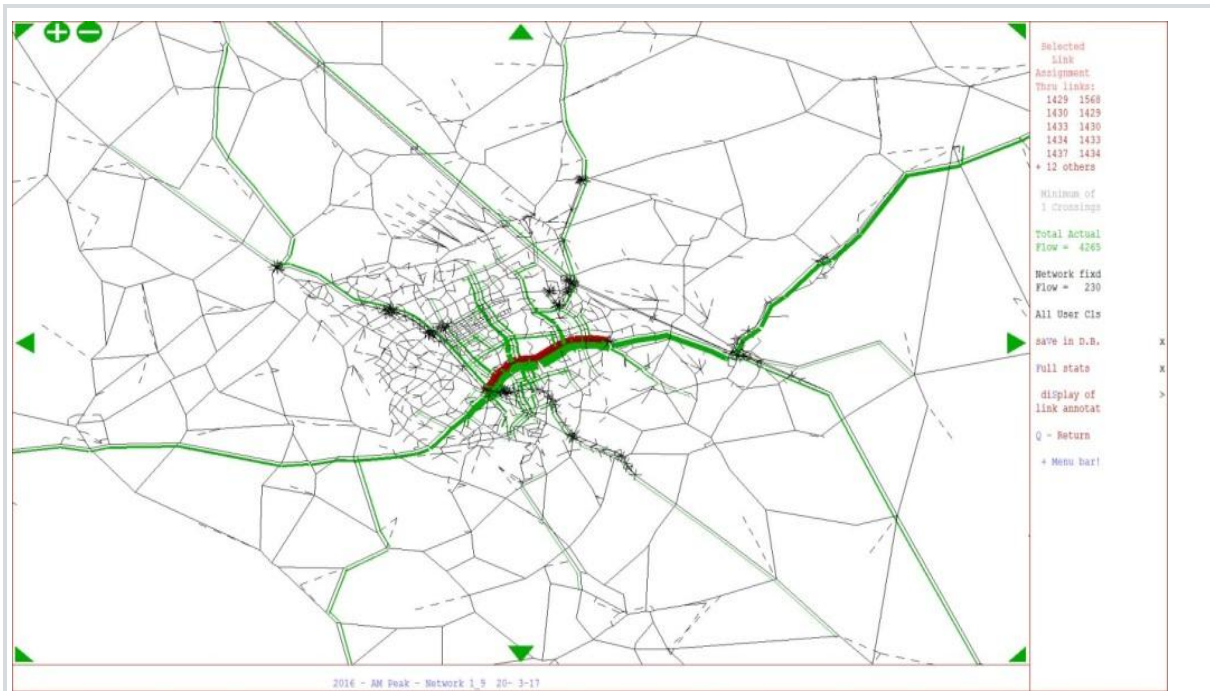 Selected
Link
Assignment
Thru links:
1429 1568
1430 1429
1433 1430
1434 1433
1437 1434
+ 12 others
Minimum of
1 Crossings
Total Actual
Flow = 4265
Network fixd
Flow = 230
All User Cls
saVe in D.B. x
Full stats x
diSplay of >
link annotat
Q - Return
+ Menu bar!
2016 - AM Peak - Network 1_9 20- 3-17